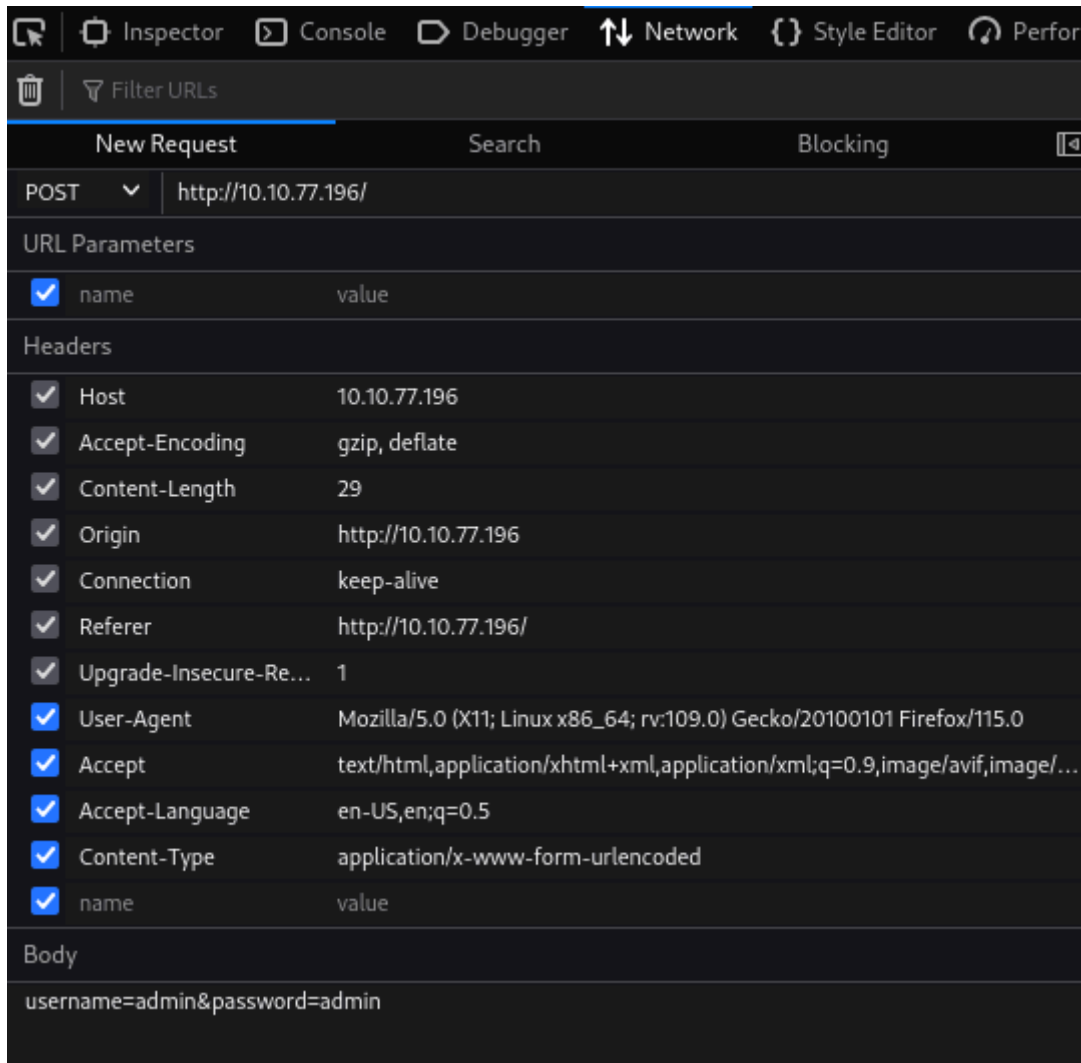 Inspector Console Debugger Network {} Style Editor Perfor
Filter URLs
New Request Search Blocking
POST http://10.10.77.196/
URL Parameters
name value
Headers
Host 10.10.77.196
Accept-Encoding gzip, deflate
Content-Length 29
Origin http://10.10.77.196
Connection keep-alive
Referer http://10.10.77.196/
Upgrade-Insecure-Re... 1
User-Agent Mozilla/5.0 (X11; Linux x86_64; rv:109.0) Gecko/20100101 Firefox/115.0
Accept text/html,application/xhtml+xml,application/xml;q=0.9,image/avif,image/...
Accept-Language en-US,en;q=0.5
Content-Type application/x-www-form-urlencoded
name value
Body
username=admin&password=admin